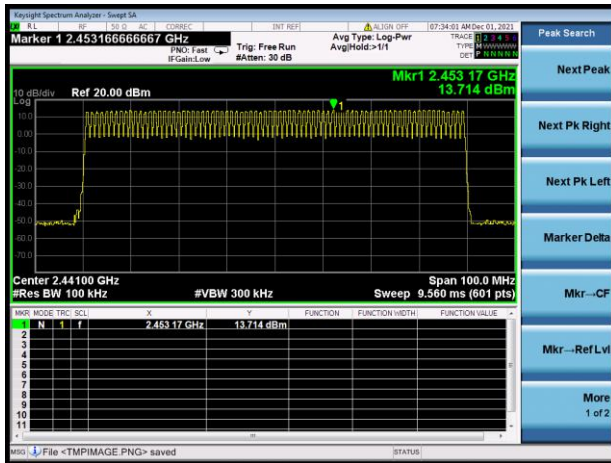 Keysight Spectrum Analyzer - Swept SA
RL RF 50 Ω AC CORREC INT REF ALIGN OFF 07:34:01 AM Dec 01, 2021
Marker 1 2.453166666667 GHz
PNO: Fast
IFGain:Low
Trig: Free Run
#Atten: 30 dB
Avg Type: Log-Pwr
Avg|Hold:>1/1
TRACE 1 2 3 4 5 6
TYPE M WWWWW
DET P N N N N N
Peak Search
Mkr1 2.453 17 GHz
13.714 dBm
10 dB/div
Log
Ref 20.00 dBm
1
10.0
0.00
-10.0
-20.0
-30.0
-40.0
-50.0
-60.0
-70.0
Center 2.44100 GHz
Span 100.0 MHz
#Res BW 100 kHz
#VBW 300 kHz
Sweep 9.560 ms (601 pts)
MKR MODE TRC SCL X Y FUNCTION FUNCTION WIDTH FUNCTION VALUE
1 N 1 f 2.453 17 GHz 13.714 dBm
2
3
4
5
6
7
8
9
10
11
MSG File <TMPIMAGE.PNG> saved STATUS
Next Peak
Next Pk Right
Next Pk Left
Marker Delta
Mkr→CF
Mkr→Ref Lvl
More
1 of 2